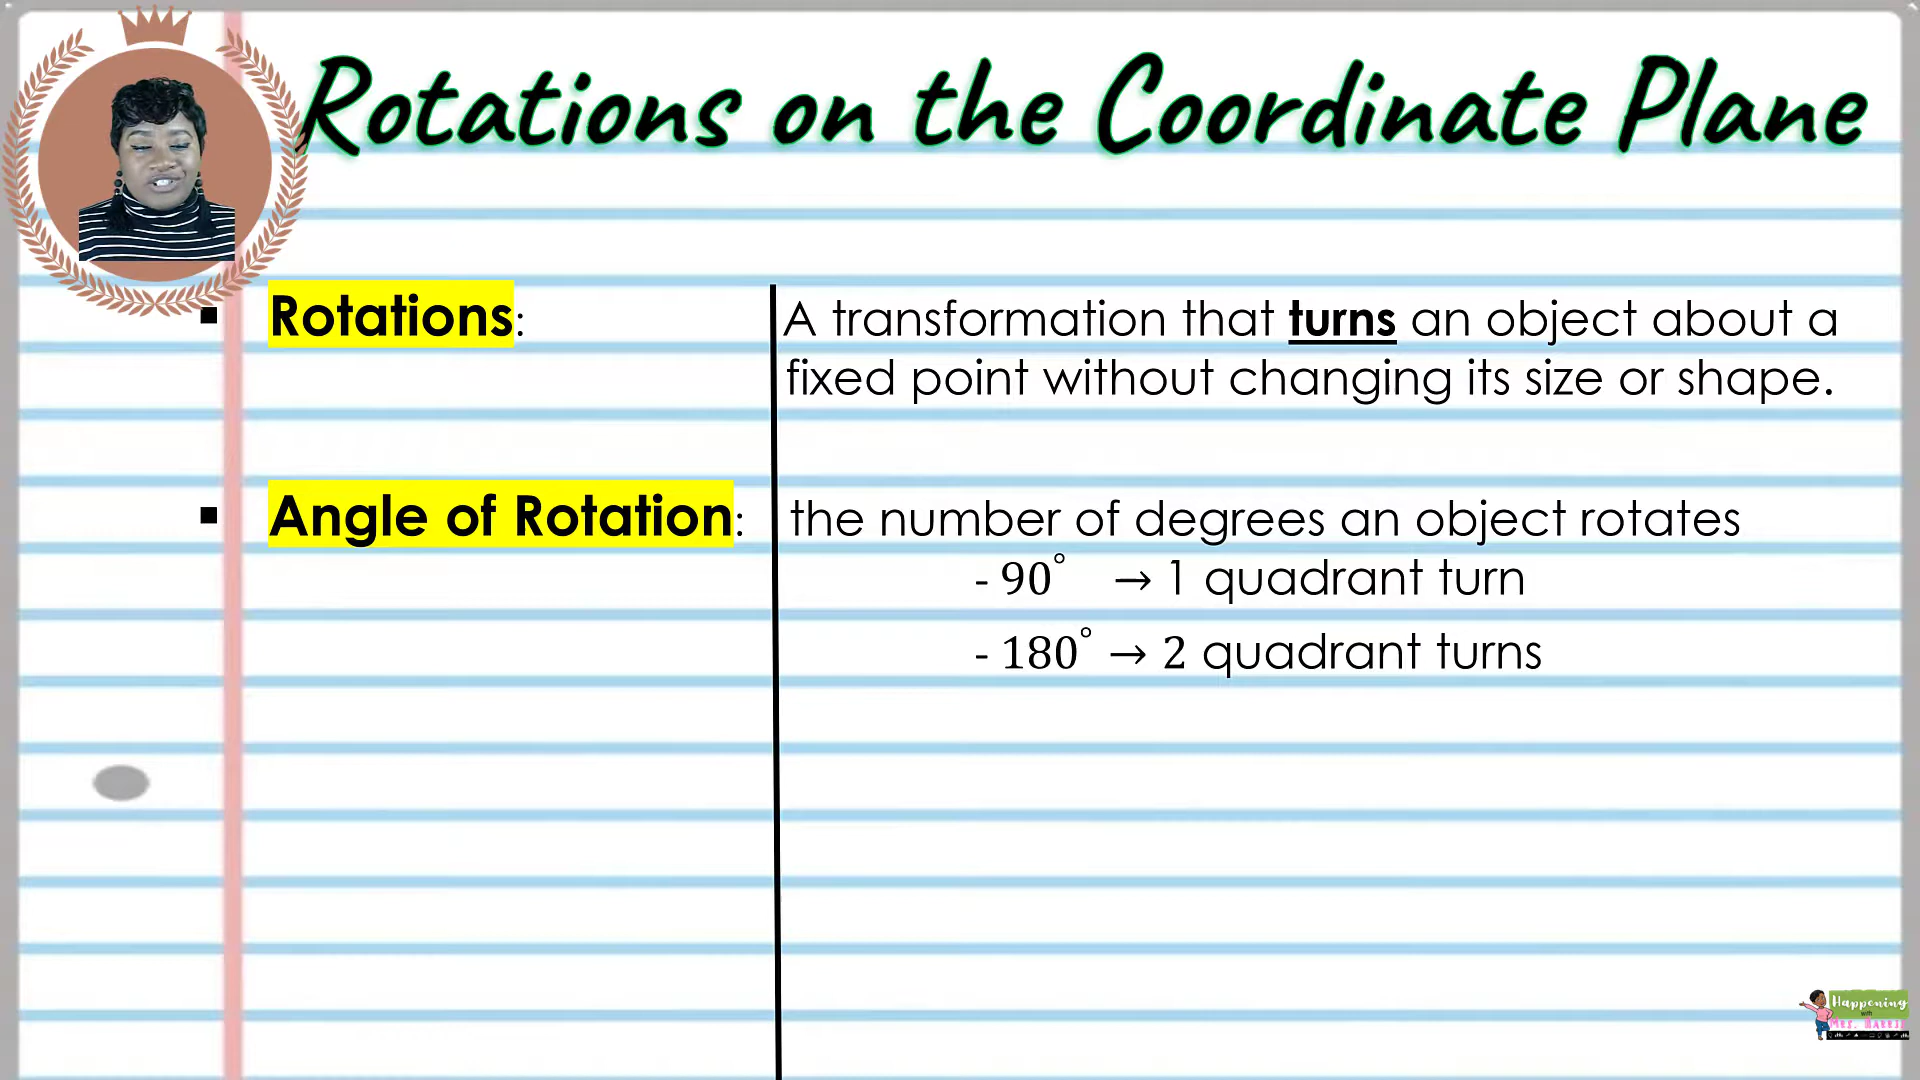 Rotations on the Coordinate Plane
▪ Rotations: A transformation that turns an object about a
fixed point without changing its size or shape.
▪ Angle of Rotation: the number of degrees an object rotates
- 90° → 1 quadrant turn
- 180° → 2 quadrant turns
Happening
with